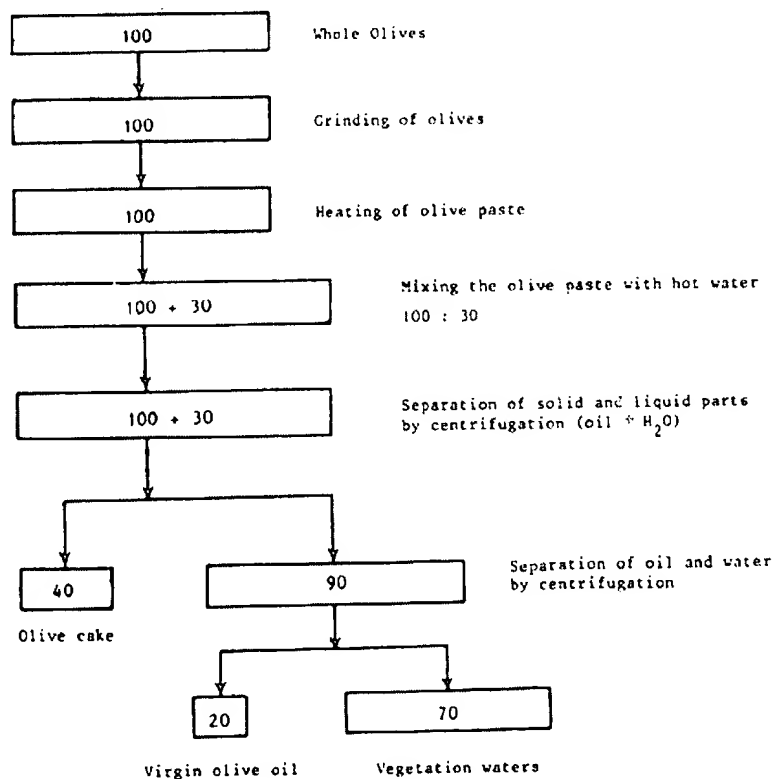 100
Whole Olives
100
Grinding of olives
100
Heating of olive paste
100 + 30
Mixing the olive paste with hot water
100 : 30
100 + 30
Separation of solid and liquid parts
by centrifugation (oil + H₂O)
40
Olive cake
90
Separation of oil and water
by centrifugation
20
Virgin olive oil
70
Vegetation waters